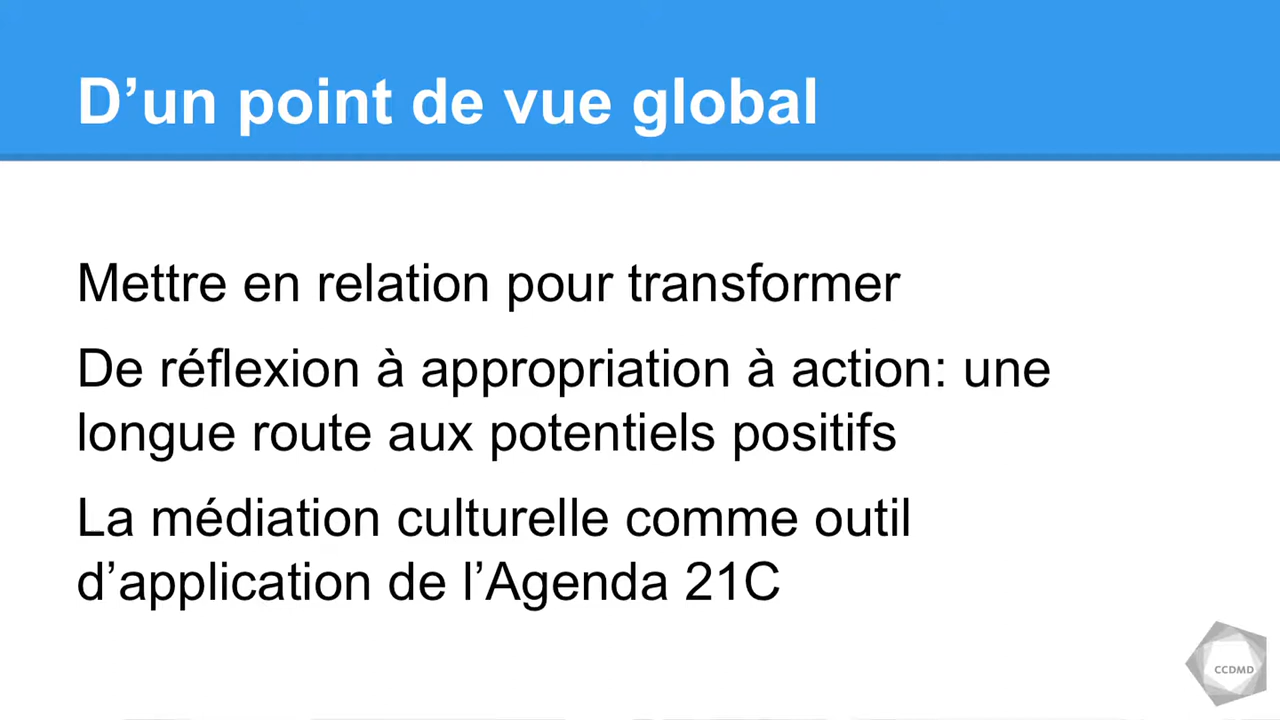 D’un point de vue global
Mettre en relation pour transformer
De réflexion à appropriation à action: une
longue route aux potentiels positifs
La médiation culturelle comme outil
d’application de l’Agenda 21C
CCDMD